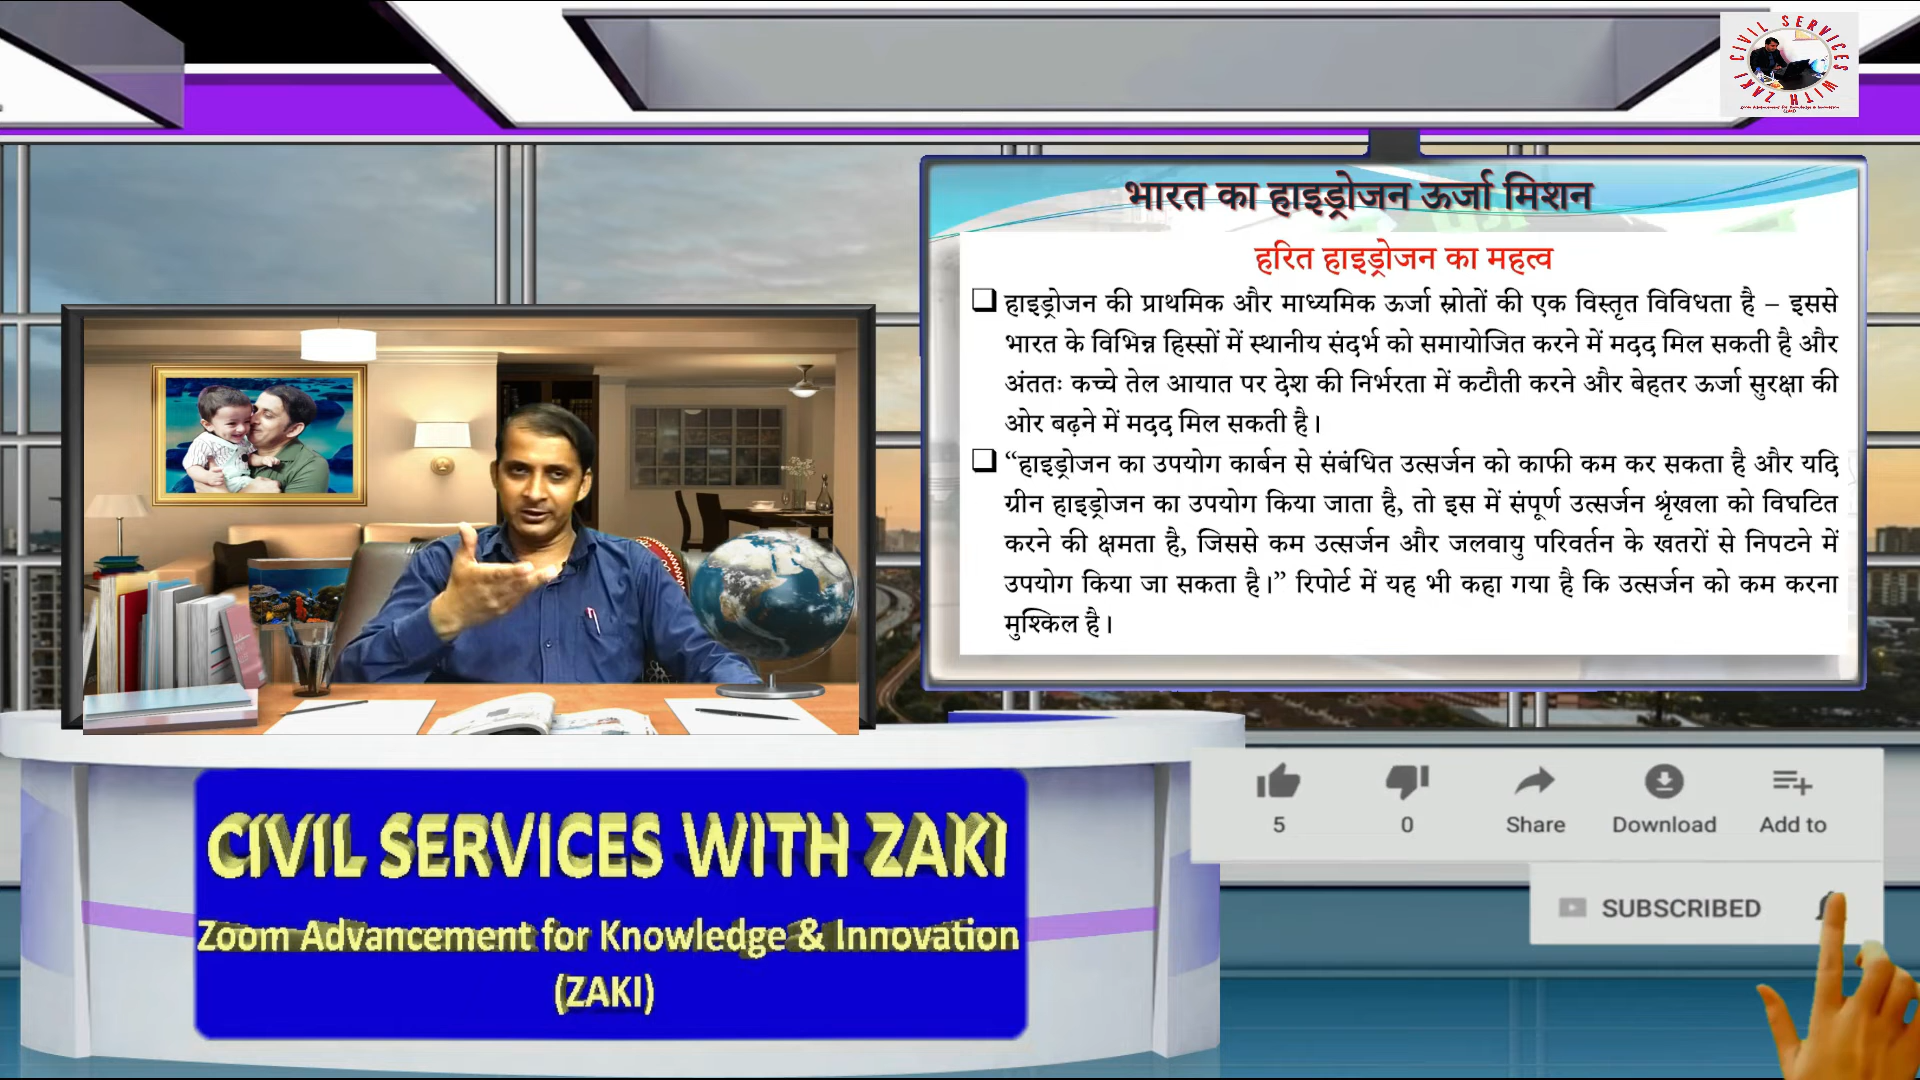 CIVIL SERVICES WITH ZAKI
भारत का हाइड्रोजन ऊर्जा मिशन
हरित हाइड्रोजन का महत्व
हाइड्रोजन की प्राथमिक और माध्यमिक ऊर्जा स्रोतों की एक विस्तृत विविधता है – इससे
भारत के विभिन्न हिस्सों में स्थानीय संदर्भ को समायोजित करने में मदद मिल सकती है और
अंततः कच्चे तेल आयात पर देश की निर्भरता में कटौती करने और बेहतर ऊर्जा सुरक्षा की
ओर बढ़ने में मदद मिल सकती है।
“हाइड्रोजन का उपयोग कार्बन से संबंधित उत्सर्जन को काफी कम कर सकता है और यदि
ग्रीन हाइड्रोजन का उपयोग किया जाता है, तो इस में संपूर्ण उत्सर्जन श्रृंखला को विघटित
करने की क्षमता है, जिससे कम उत्सर्जन और जलवायु परिवर्तन के खतरों से निपटने में
उपयोग किया जा सकता है।” रिपोर्ट में यह भी कहा गया है कि उत्सर्जन को कम करना
मुश्किल है।
CIVIL SERVICES WITH ZAKI
Zoom Advancement for Knowledge & Innovation
(ZAKI)
5 0 Share Download Add to
SUBSCRIBED